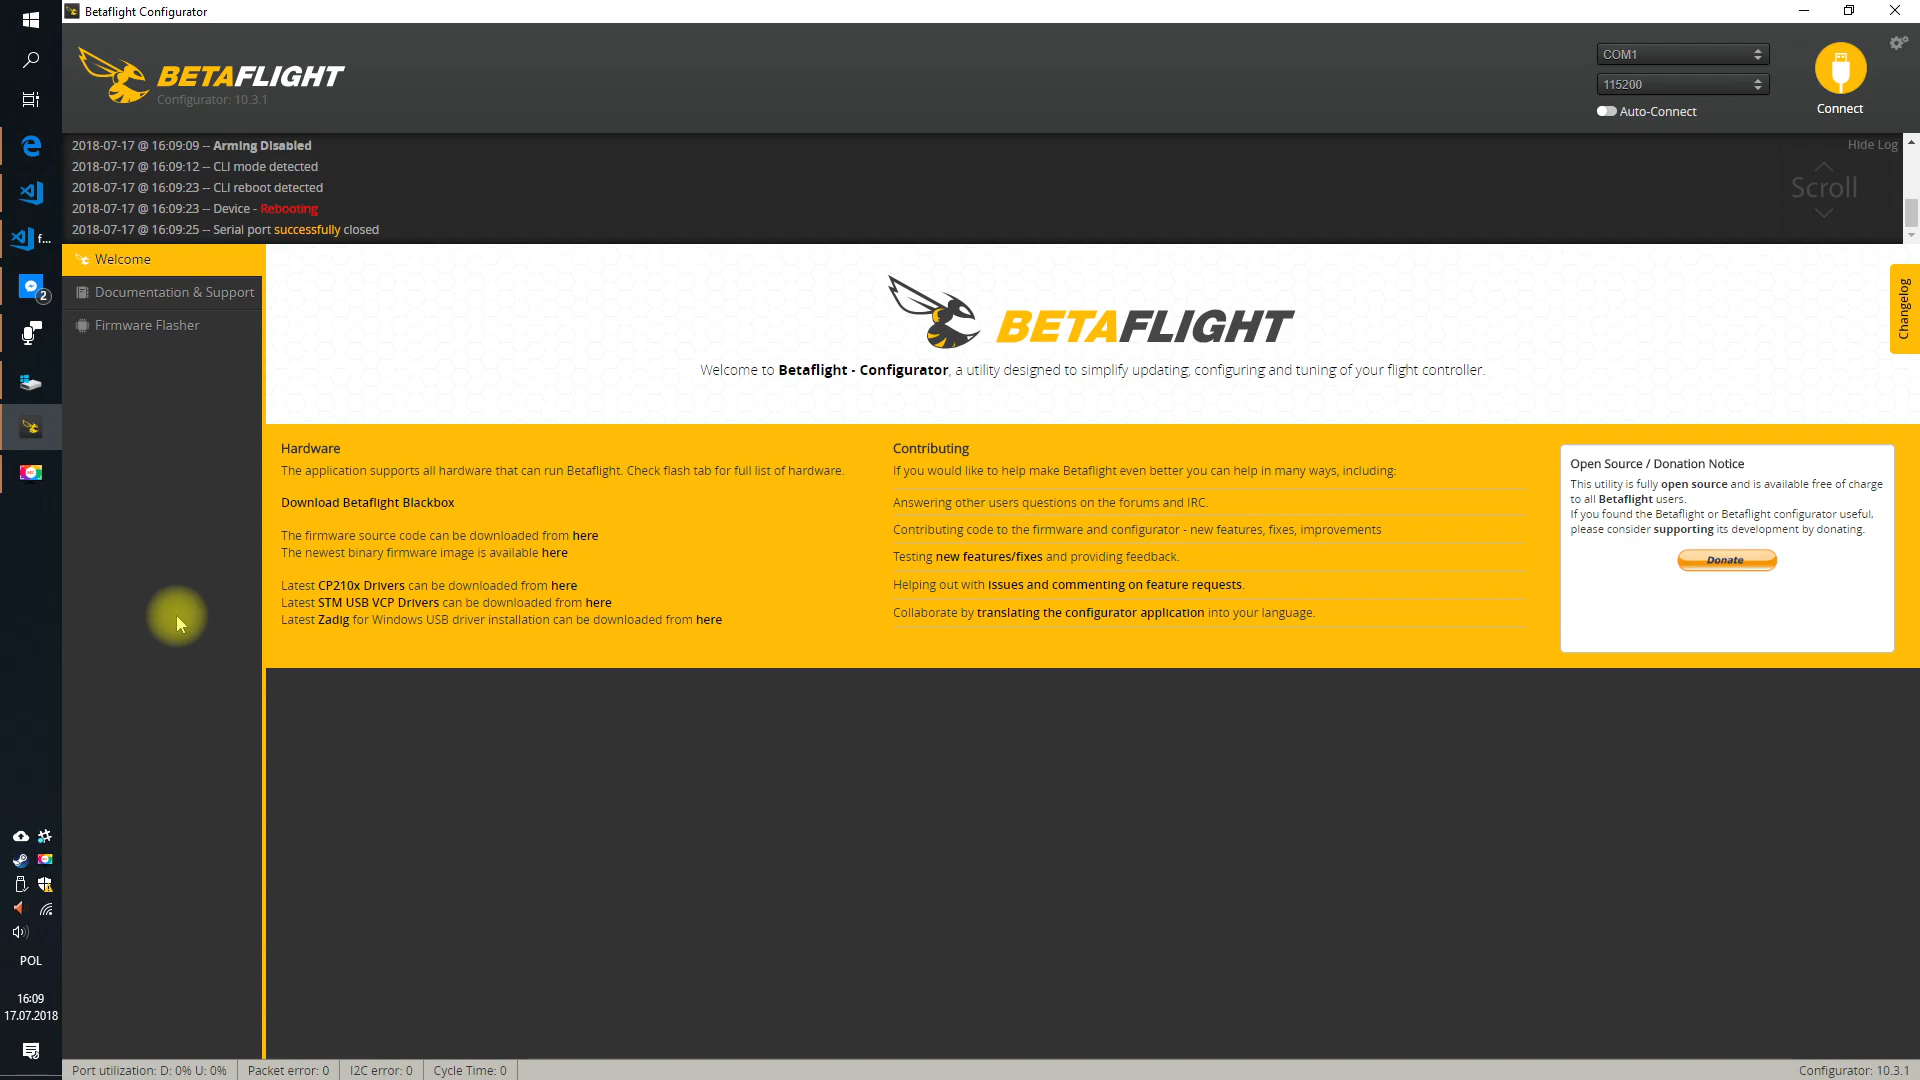 Betaflight Configurator
BETAFLIGHT
Configurator: 10.3.1
COM1
115200
Auto-Connect
Connect
2018-07-17 @ 16:09:09 -- Arming Disabled
2018-07-17 @ 16:09:12 -- CLI mode detected
2018-07-17 @ 16:09:23 -- CLI reboot detected
2018-07-17 @ 16:09:23 -- Device - Rebooting
2018-07-17 @ 16:09:25 -- Serial port successfully closed
Hide Log
Scroll
Welcome
Documentation & Support
Firmware Flasher
BETAFLIGHT
Welcome to Betaflight - Configurator, a utility designed to simplify updating, configuring and tuning of your flight controller.
Changelog
Hardware
The application supports all hardware that can run Betaflight. Check flash tab for full list of hardware.
Download Betaflight Blackbox
The firmware source code can be downloaded from here
The newest binary firmware image is available here
Latest CP210x Drivers can be downloaded from here
Latest STM USB VCP Drivers can be downloaded from here
Latest Zadig for Windows USB driver installation can be downloaded from here
Contributing
If you would like to help make Betaflight even better you can help in many ways, including:
Answering other users questions on the forums and IRC.
Contributing code to the firmware and configurator - new features, fixes, improvements
Testing new features/fixes and providing feedback.
Helping out with issues and commenting on feature requests.
Collaborate by translating the configurator application into your language.
Open Source / Donation Notice
This utility is fully open source and is available free of charge
to all Betaflight users.
If you found the Betaflight or Betaflight configurator useful,
please consider supporting its development by donating.
Donate
f...
2
POL
16:09
17.07.2018
Port utilization: D: 0% U: 0%
Packet error: 0
I2C error: 0
Cycle Time: 0
Configurator: 10.3.1